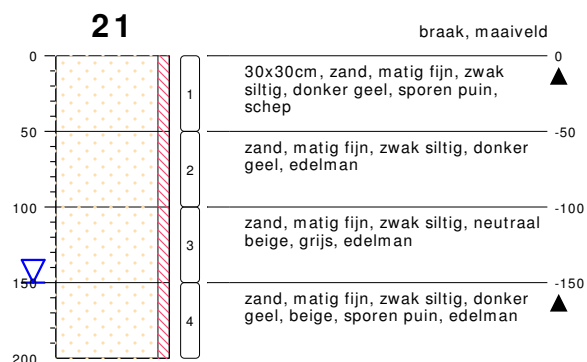 21
braak, maaiveld
0
0
1
30x30cm, zand, matig fijn, zwak
siltig, donker geel, sporen puin,
schep
50
-50
2
zand, matig fijn, zwak siltig, donker
geel, edelman
100
-100
3
zand, matig fijn, zwak siltig, neutraal
beige, grijs, edelman
150
-150
4
zand, matig fijn, zwak siltig, donker
geel, beige, sporen puin, edelman
200